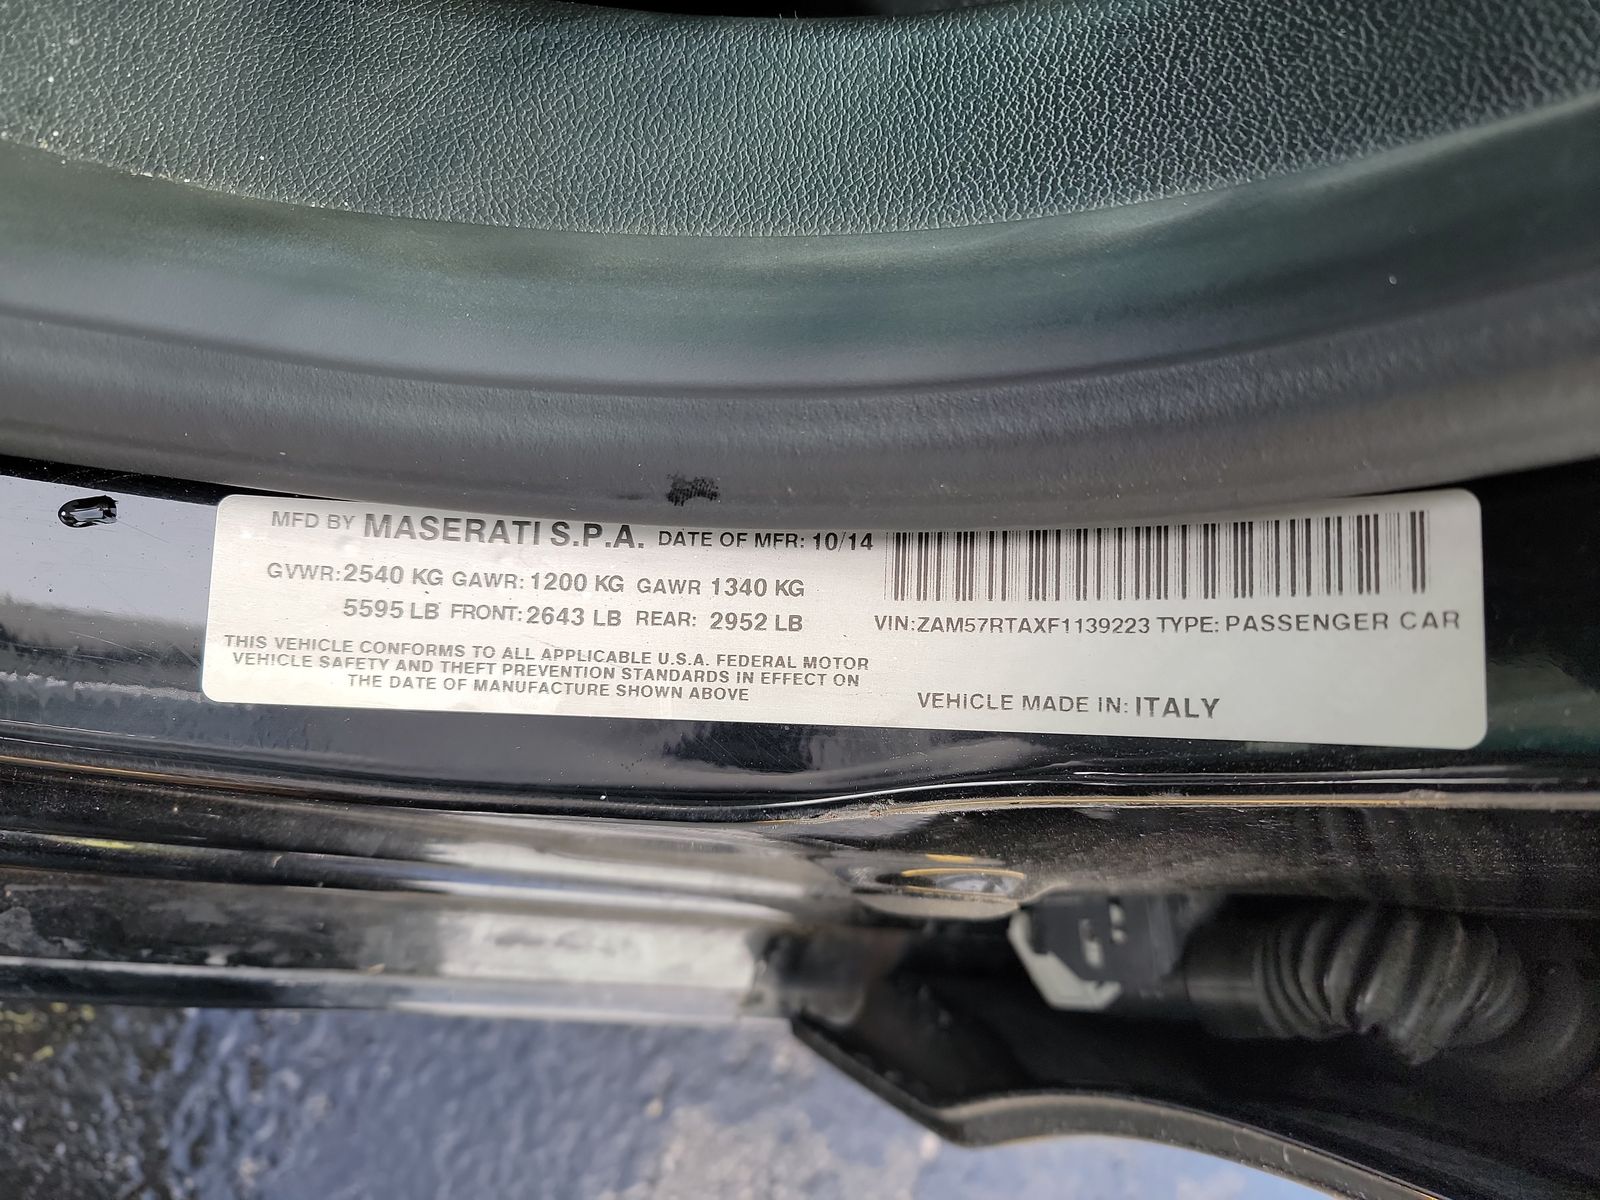 MFD BY MASERATI S.P.A. DATE OF MFR: 10/14
GVWR: 2540 KG GAWR: 1200 KG GAWR 1340 KG
5595 LB FRONT: 2643 LB REAR: 2952 LB
THIS VEHICLE CONFORMS TO ALL APPLICABLE U.S.A. FEDERAL MOTOR
VEHICLE SAFETY AND THEFT PREVENTION STANDARDS IN EFFECT ON
THE DATE OF MANUFACTURE SHOWN ABOVE
VIN:ZAM57RTAXF1139223 TYPE: PASSENGER CAR
VEHICLE MADE IN: ITALY